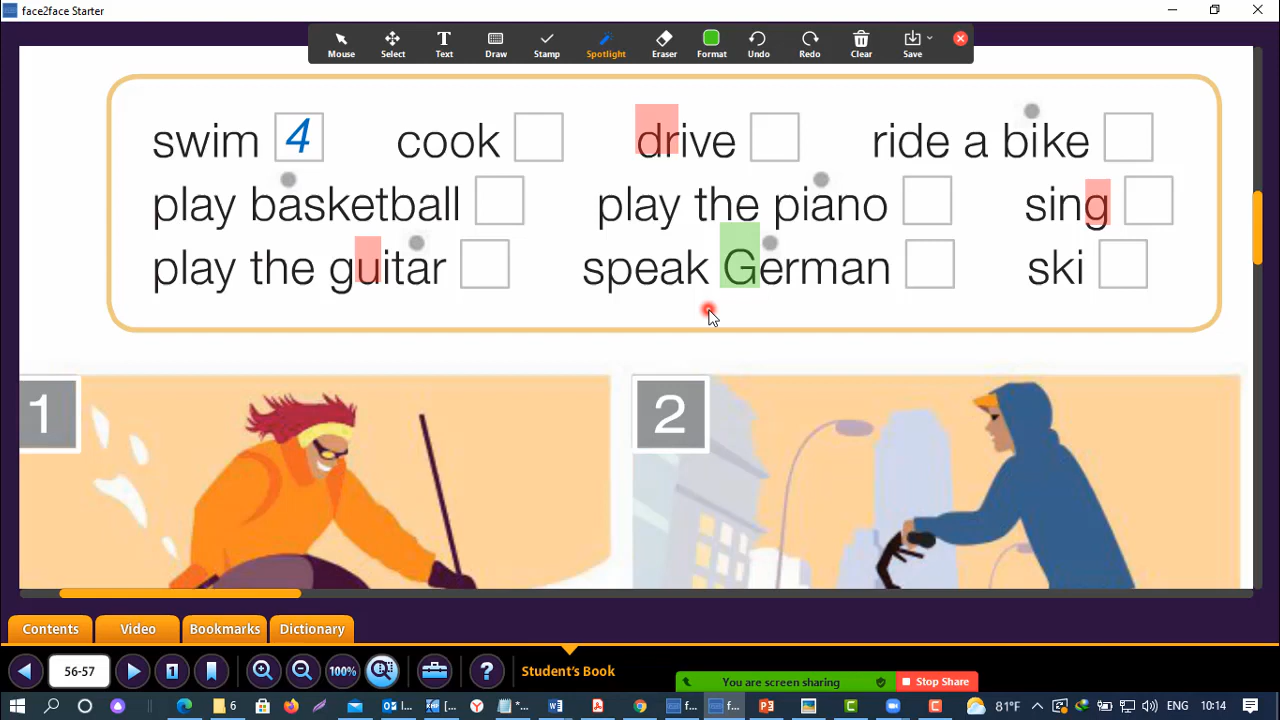 face2face Starter
Mouse Select Text Draw Stamp Spotlight Eraser Format Undo Redo Clear Save
swim 4 cook drive ride a bike
play basketball play the piano sing
play the guitar speak German ski
1 2
Contents Video Bookmarks Dictionary
56-57 1 100% ? Student's Book
You are screen sharing Stop Share
6 l... [... *... f... f... 81°F ENG 10:14